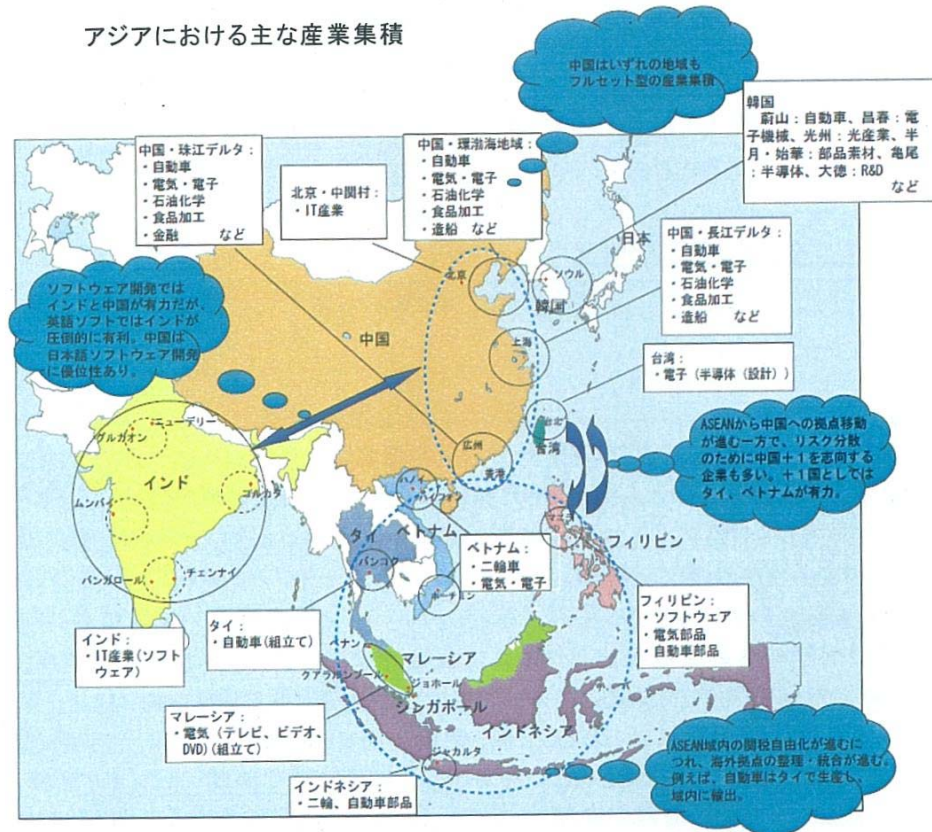 アジアにおける主な産業集積
中国はいずれの地域も
フルセット型の産業集積
韓国
蔚山：自動車、昌春：電
子機械、光州：光産業、半
月・始華：部品素材、亀尾
：半導体、大徳：R&D
など
中国・珠江デルタ：
・自動車
・電気・電子
・石油化学
・食品加工
・金融　など
北京・中関村：
・IT産業
中国・環渤海地域：
・自動車
・電気・電子
・石油化学
・食品加工
・造船　など
日本
中国・長江デルタ：
・自動車
・電気・電子
・石油化学
・食品加工
・造船　など
北京
ソウル
韓国
ソフトウェア開発では
インドと中国が有力だが、
英語ソフトではインドが
圧倒的に有利。中国は
日本語ソフトウェア開発
に優位性あり。
中国
上海
台湾：
・電子（半導体（設計））
ニューデリー
グルガオン
インド
コルカタ
ムンバイ
バンガロール
チェンナイ
広州
香港
台北
台湾
ASEANから中国への拠点移動
が進む一方で、リスク分散
のために中国＋１を志向する
企業も多い。＋１国としては
タイ、ベトナムが有力。
ハノイ
ハイフォン
タイ
ベトナム
バンコク
ホーチミン
マニラ
フィリピン
ベトナム：
・二輪車
・電気・電子
フィリピン：
・ソフトウェア
・電気部品
・自動車部品
インド：
・IT産業(ソフト
ウェア）
タイ：
・自動車（組立て）
ペナン
マレーシア
クアラルンプール
ジョホール
シンガポール
インドネシア
マレーシア：
・電気（テレビ、ビデオ、
DVD)(組立て）
ジャカルタ
インドネシア：
・二輪、自動車部品
ASEAN域内の関税自由化が進むに
つれ、海外拠点の整理・統合が進む。
例えば、自動車はタイで生産し、
域内に輸出。